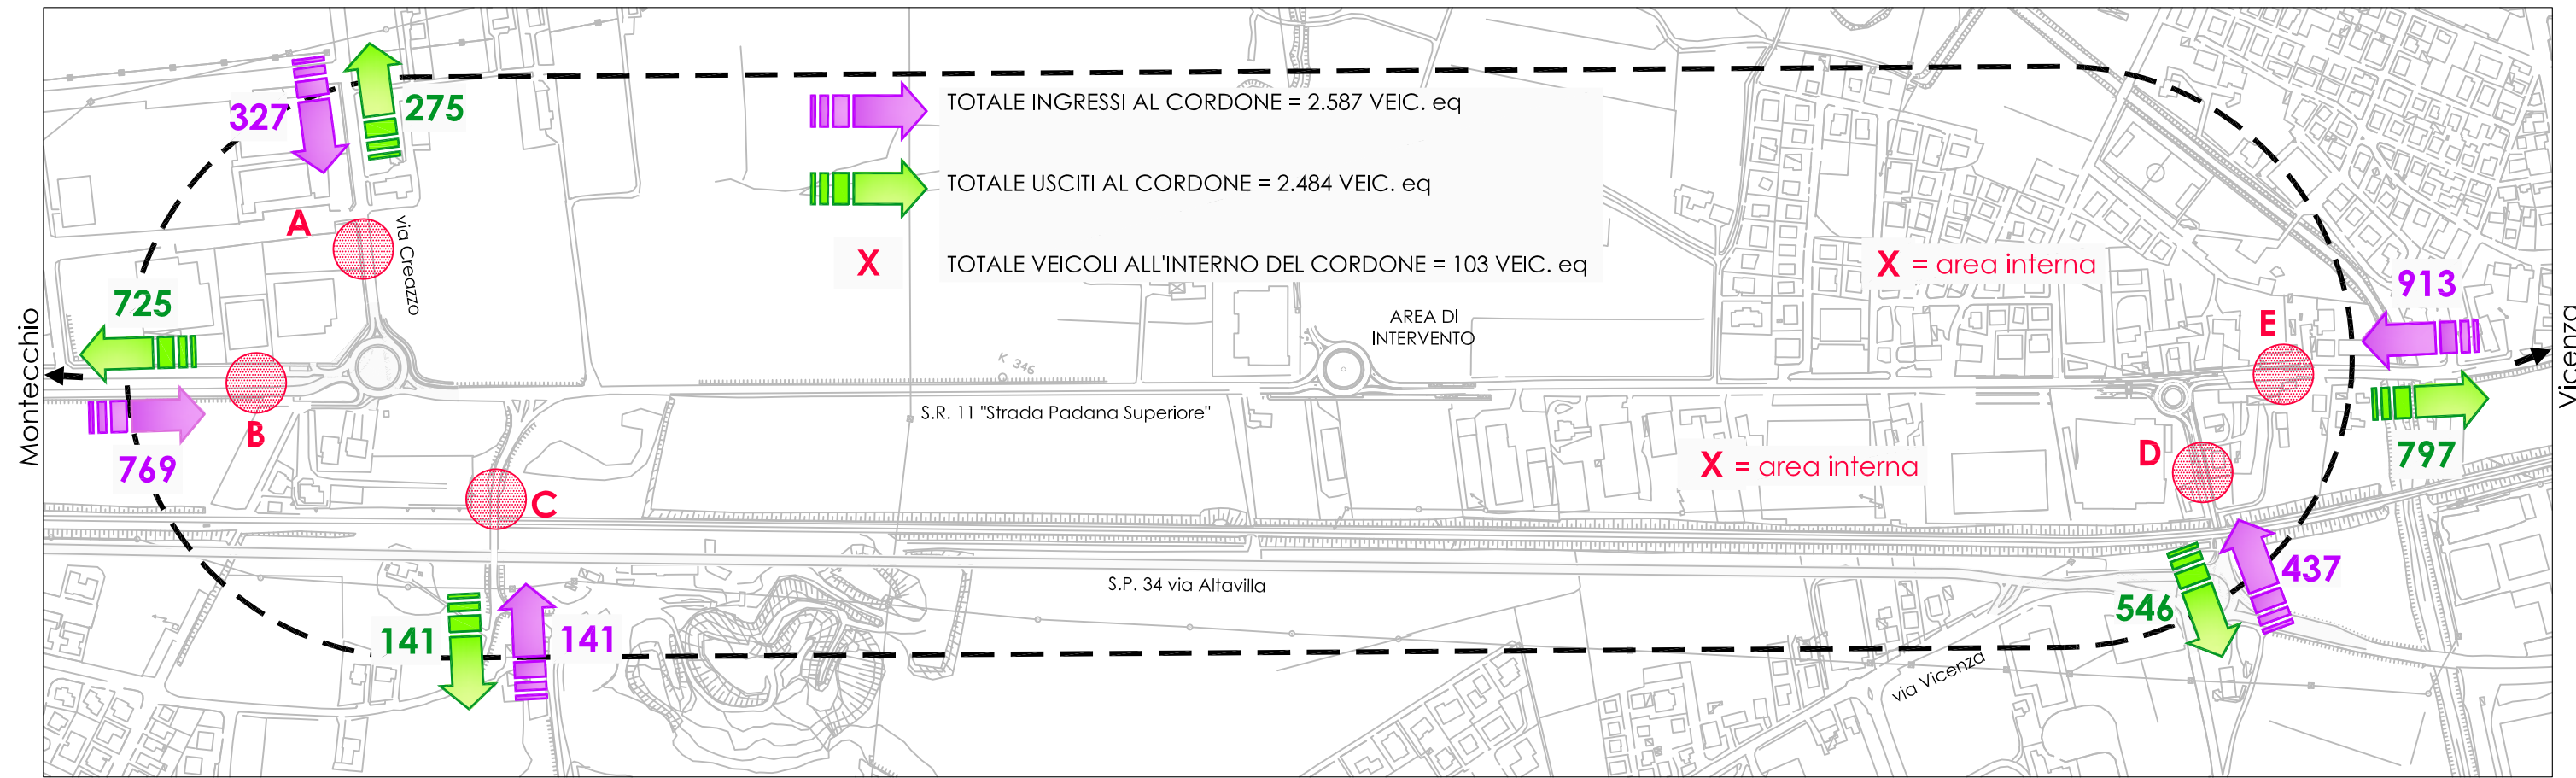 327
275
TOTALE INGRESSI AL CORDONE = 2.587 VEIC. eq
TOTALE USCITI AL CORDONE = 2.484 VEIC. eq
X
TOTALE VEICOLI ALL'INTERNO DEL CORDONE = 103 VEIC. eq
A
via Creazzo
X = area interna
913
725
Montecchio
AREA DI
INTERVENTO
E
Vicenza
K 346
S.R. 11 "Strada Padana Superiore"
B
769
C
X = area interna
D
797
S.P. 34 via Altavilla
437
546
141
141
via Vicenza